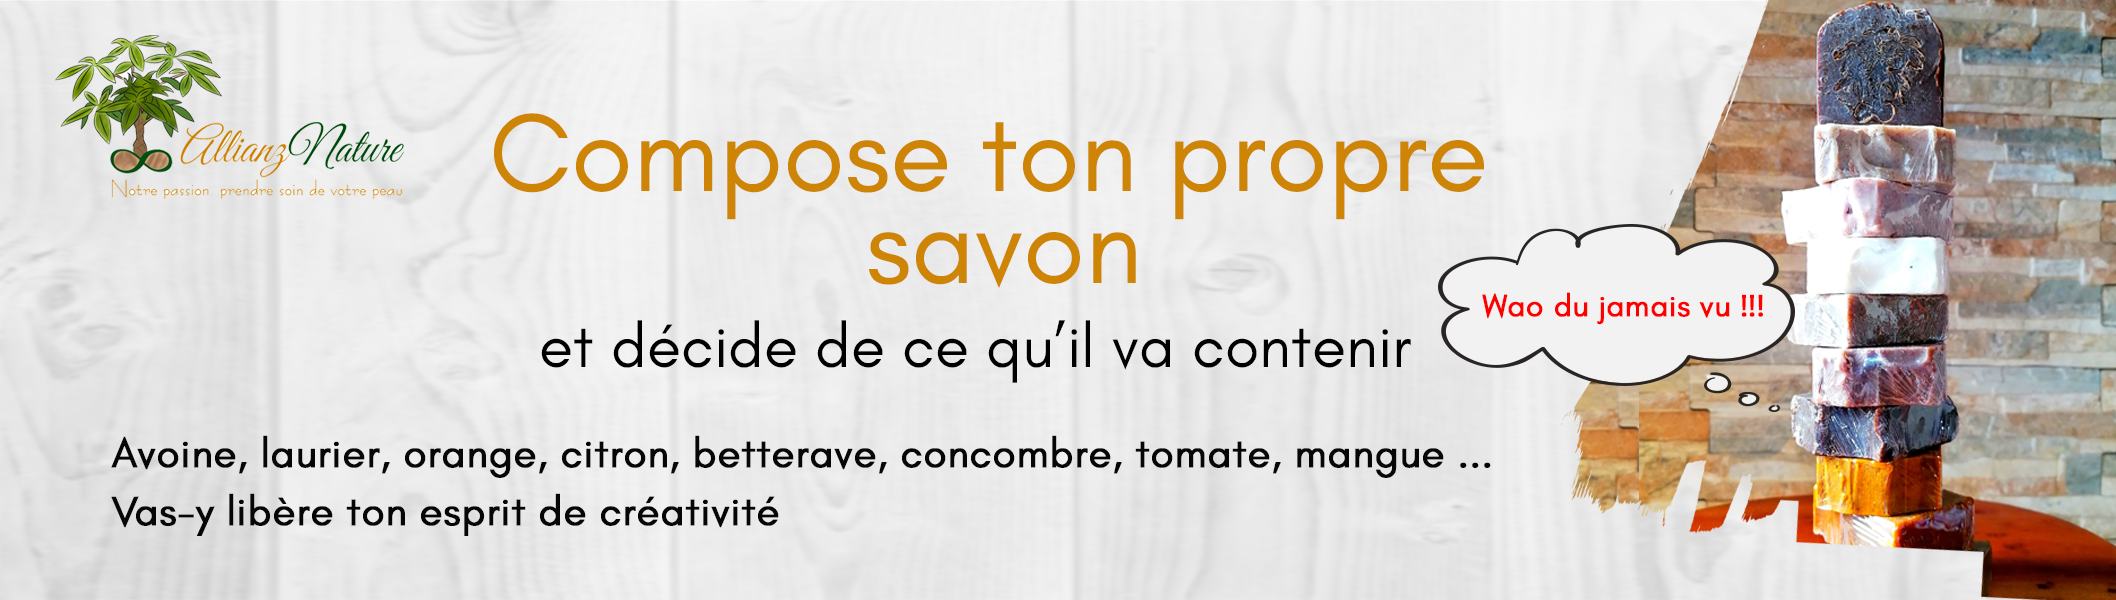 AllianzNature
Notre passion prendre soin de votre peau
Compose ton propre
savon
et décide de ce qu’il va contenir
Wao du jamais vu !!!
Avoine, laurier, orange, citron, betterave, concombre, tomate, mangue ...
Vas-y libère ton esprit de créativité